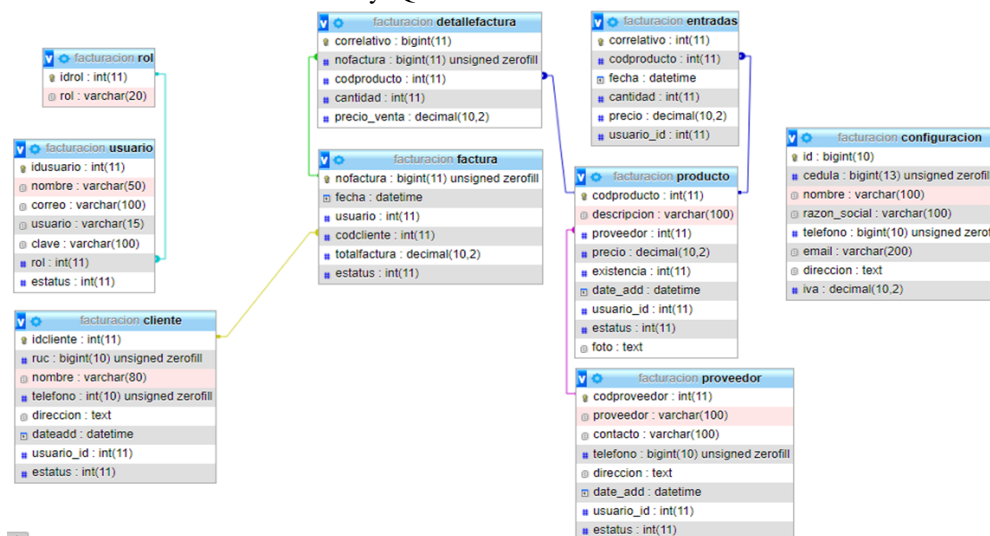 facturacion rol
idrol : int(11)
rol : varchar(20)
facturacion usuario
idusuario : int(11)
nombre : varchar(50)
correo : varchar(100)
usuario : varchar(15)
clave : varchar(100)
rol : int(11)
estatus : int(11)
facturacion cliente
idcliente : int(11)
ruc : bigint(10) unsigned zerofill
nombre : varchar(80)
telefono : int(10) unsigned zerofill
direccion : text
dateadd : datetime
usuario_id : int(11)
estatus : int(11)
facturacion detallefactura
correlativo : bigint(11)
nofactura : bigint(11) unsigned zerofill
codproducto : int(11)
cantidad : int(11)
precio_venta : decimal(10,2)
facturacion factura
nofactura : bigint(11) unsigned zerofill
fecha : datetime
usuario : int(11)
codcliente : int(11)
totalfactura : decimal(10,2)
estatus : int(11)
facturacion entradas
correlativo : int(11)
codproducto : int(11)
fecha : datetime
cantidad : int(11)
precio : decimal(10,2)
usuario_id : int(11)
facturacion producto
codproducto : int(11)
descripcion : varchar(100)
proveedor : int(11)
precio : decimal(10,2)
existencia : int(11)
date_add : datetime
usuario_id : int(11)
estatus : int(11)
foto : text
facturacion proveedor
codproveedor : int(11)
proveedor : varchar(100)
contacto : varchar(100)
telefono : bigint(10) unsigned zerofill
direccion : text
date_add : datetime
usuario_id : int(11)
estatus : int(11)
facturacion configuracion
id : bigint(10)
cedula : bigint(13) unsigned zerofill
nombre : varchar(100)
razon_social : varchar(100)
telefono : bigint(10) unsigned zerof
email : varchar(200)
direccion : text
iva : decimal(10,2)